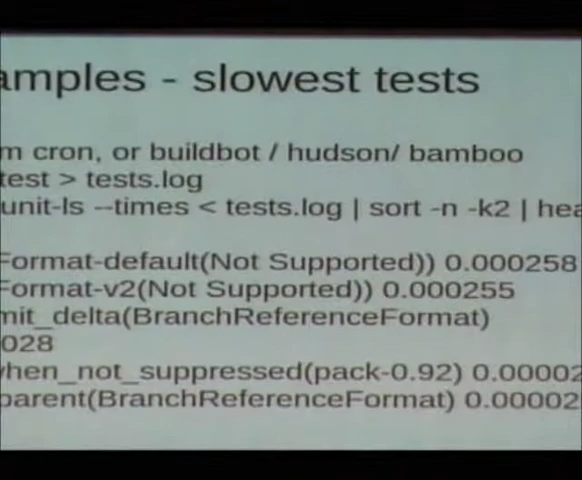 amples - slowest tests
m cron, or buildbot / hudson/ bamboo
test > tests.log
unit-ls --times < tests.log | sort -n -k2 | hea
Format-default(Not Supported)) 0.000258
Format-v2(Not Supported)) 0.000255
mit_delta(BranchReferenceFormat)
028
when_not_suppressed(pack-0.92) 0.00002
parent(BranchReferenceFormat) 0.00002